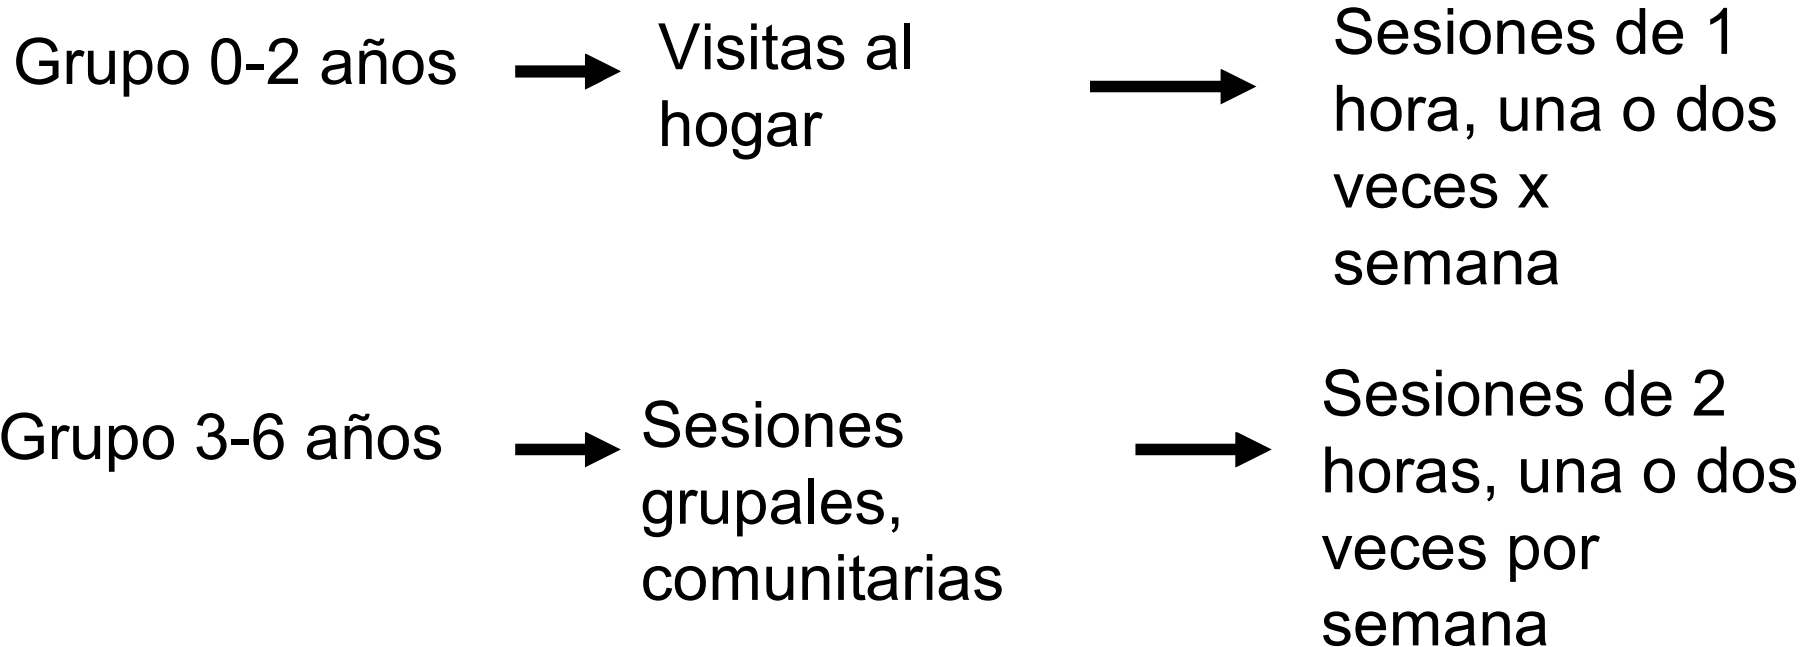 Grupo 0-2 años
Visitas al
hogar
Sesiones de 1
hora, una o dos
veces x
semana
Grupo 3-6 años
Sesiones
grupales,
comunitarias
Sesiones de 2
horas, una o dos
veces por
semana